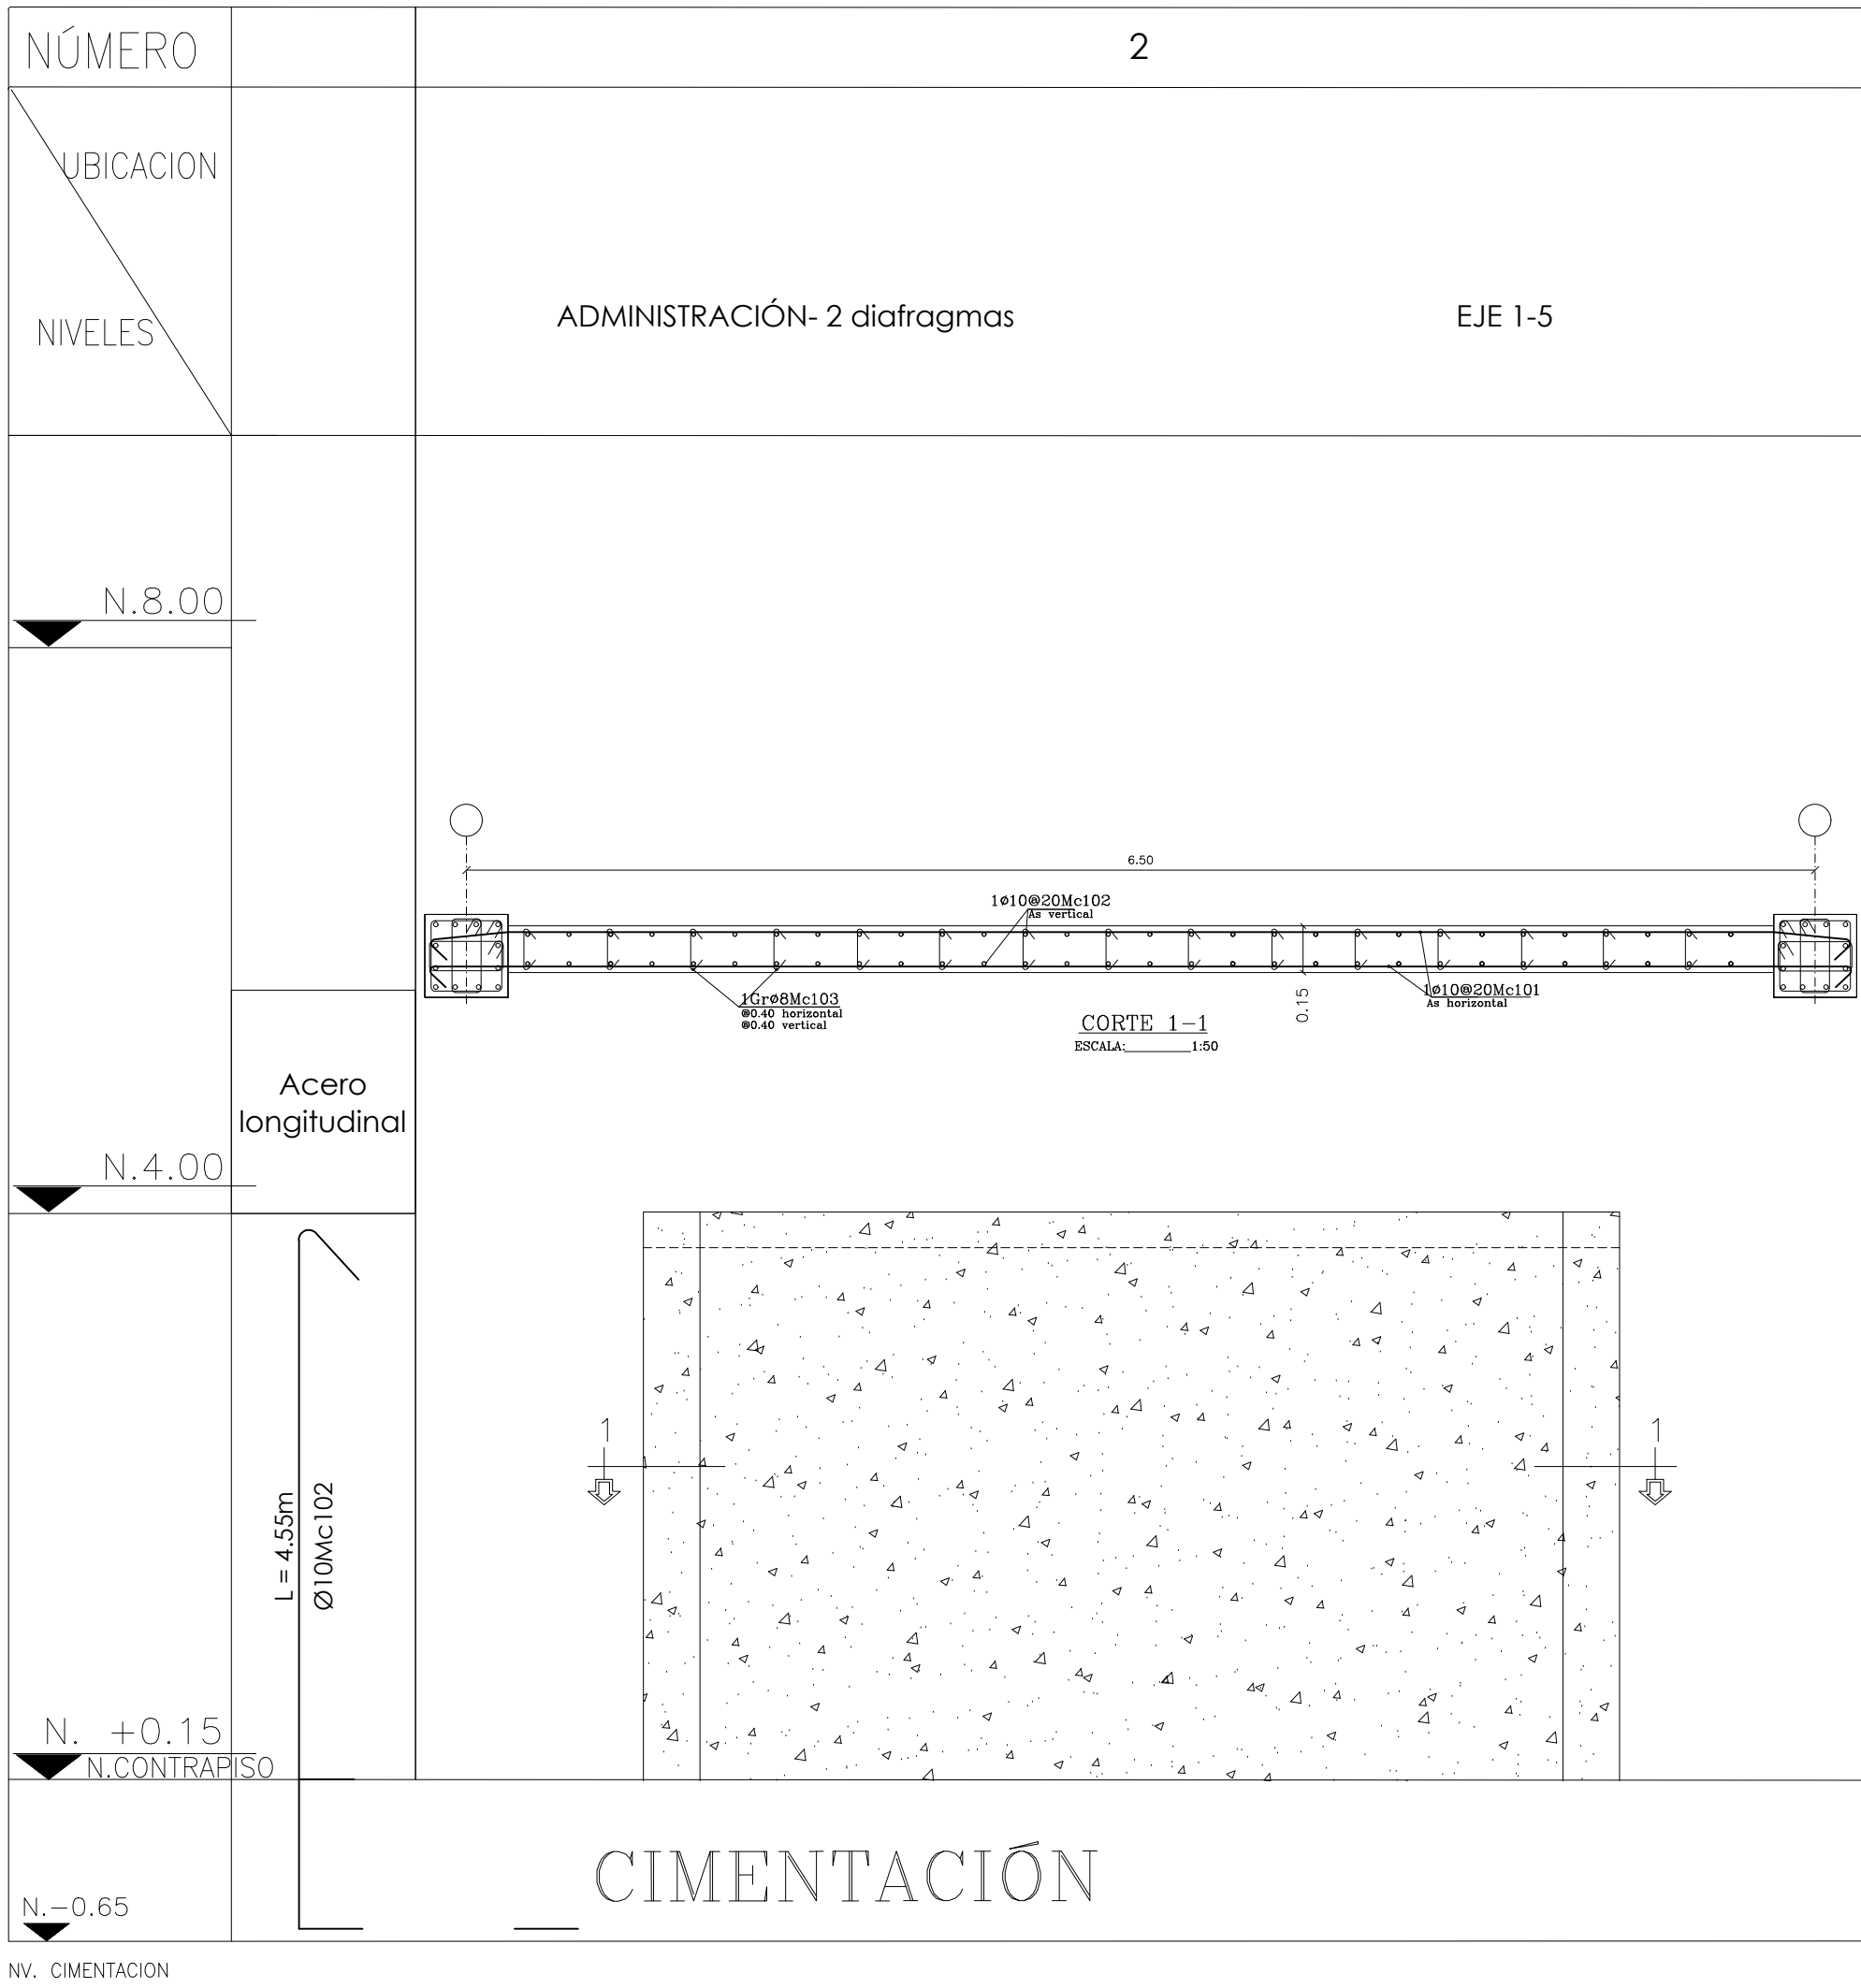 NÚMERO
2
UBICACION
NIVELES
ADMINISTRACIÓN- 2 diafragmas
EJE 1-5
N.8.00
6.50
1ø10@20Mc102
As vertical
1Grø8Mc103
@0.40 horizontal
@0.40 vertical
1ø10@20Mc101
As horizontal
0.15
CORTE 1-1
ESCALA:________1:50
Acero
longitudinal
N.4.00
1
1
L = 4.55m
Ø10Mc102
N. +0.15
N.CONTRAPISO
CIMENTACIÓN
N.-0.65
NV. CIMENTACION